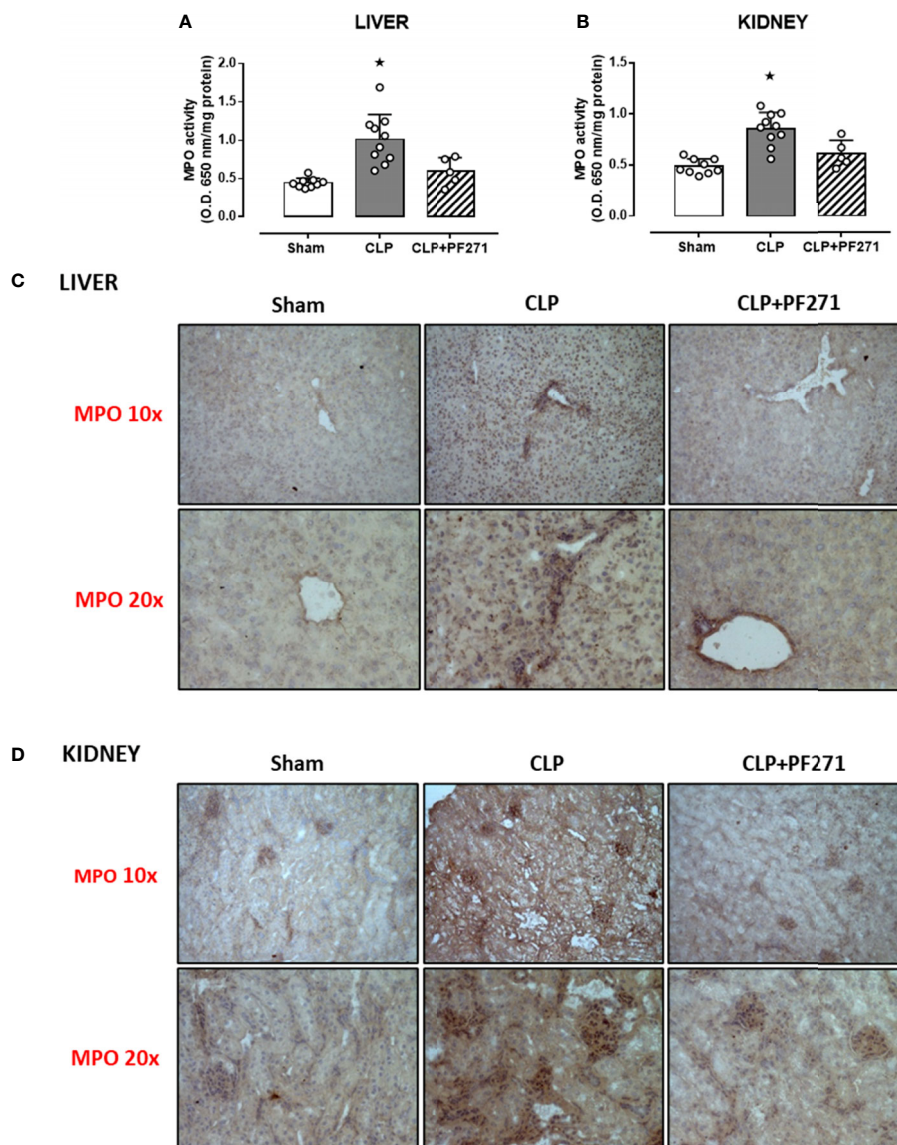 A
LIVER
★
MPO activity
(O.D. 650 nm/mg protein)
2.0
1.5
1.0
0.5
0.0
Sham
CLP
CLP+PF271
B
KIDNEY
★
MPO activity
(O.D. 650 nm/mg protein)
1.5
1.0
0.5
0.0
Sham
CLP
CLP+PF271
C
LIVER
Sham
CLP
CLP+PF271
MPO 10x
MPO 20x
D
KIDNEY
Sham
CLP
CLP+PF271
MPO 10x
MPO 20x